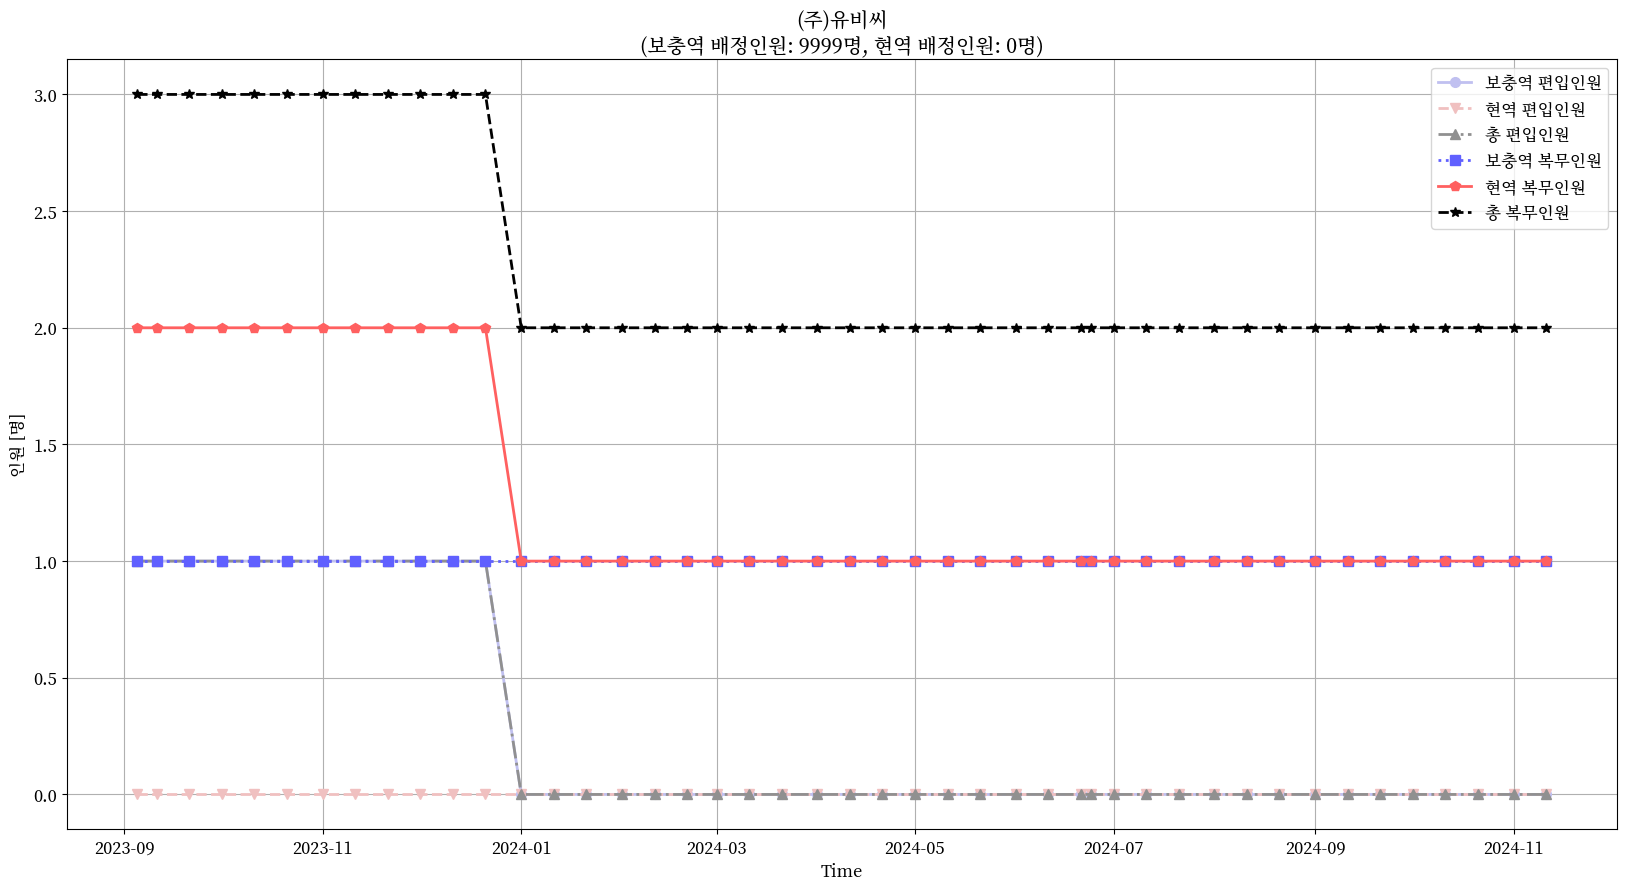 (주)유비씨
(보충역 배정인원: 9999명, 현역 배정인원: 0명)
보충역 편입인원
현역 편입인원
총 편입인원
보충역 복무인원
현역 복무인원
총 복무인원
인원 [명]
3.0
2.5
2.0
1.5
1.0
0.5
0.0
2023-09
2023-11
2024-01
2024-03
2024-05
2024-07
2024-09
2024-11
Time